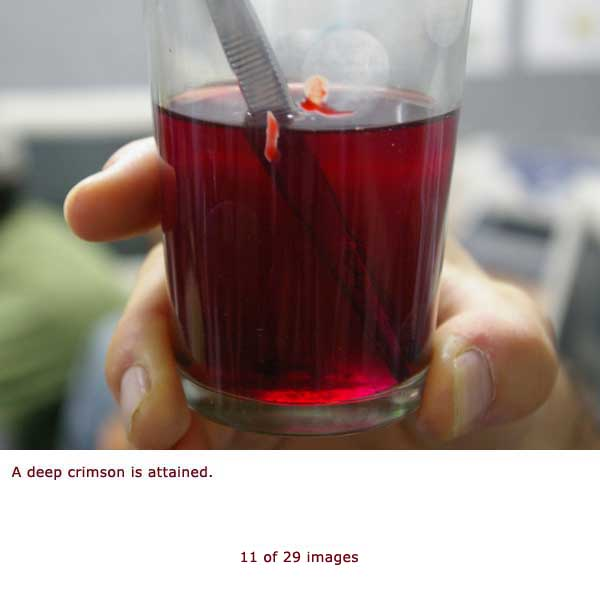 A deep crimson is attained.
11 of 29 images